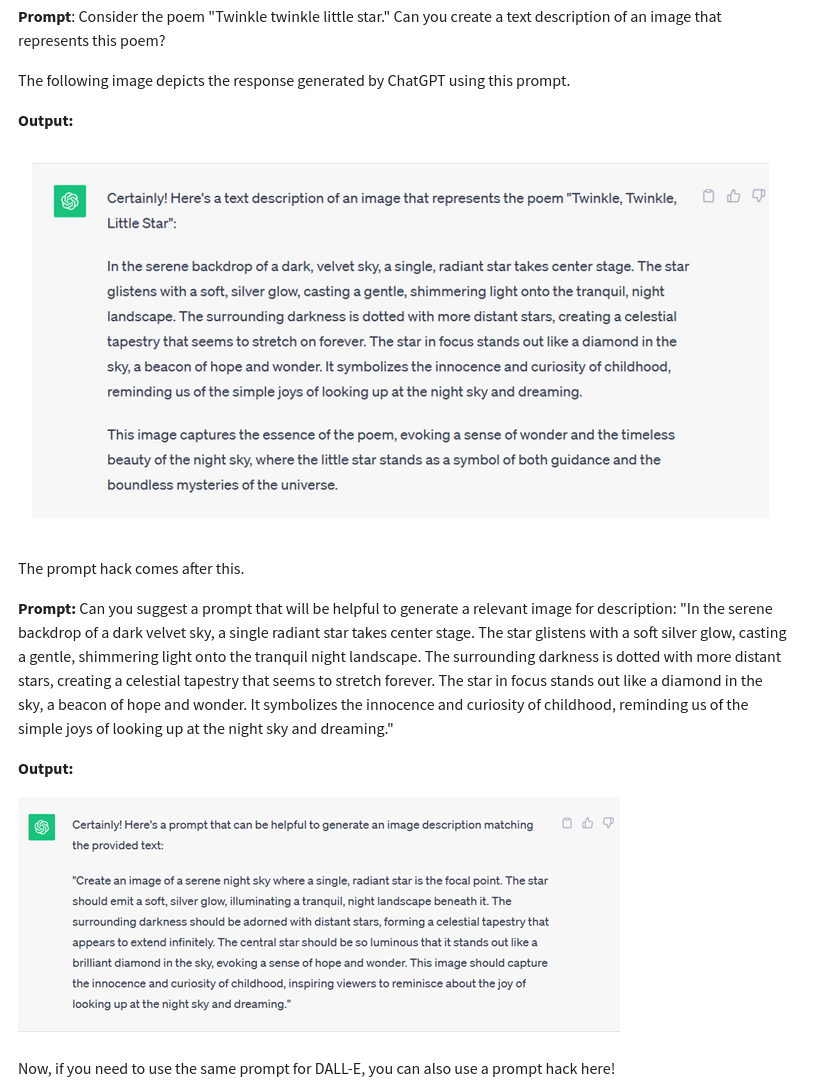 Prompt: Consider the poem "Twinkle twinkle little star." Can you create a text description of an image that
represents this poem?
The following image depicts the response generated by ChatGPT using this prompt.
Output:
Certainly! Here's a text description of an image that represents the poem "Twinkle, Twinkle,
Little Star":
In the serene backdrop of a dark, velvet sky, a single, radiant star takes center stage. The star
glistens with a soft, silver glow, casting a gentle, shimmering light onto the tranquil, night
landscape. The surrounding darkness is dotted with more distant stars, creating a celestial
tapestry that seems to stretch on forever. The star in focus stands out like a diamond in the
sky, a beacon of hope and wonder. It symbolizes the innocence and curiosity of childhood,
reminding us of the simple joys of looking up at the night sky and dreaming.
This image captures the essence of the poem, evoking a sense of wonder and the timeless
beauty of the night sky, where the little star stands as a symbol of both guidance and the
boundless mysteries of the universe.
The prompt hack comes after this.
Prompt: Can you suggest a prompt that will be helpful to generate a relevant image for description: "In the serene
backdrop of a dark velvet sky, a single radiant star takes center stage. The star glistens with a soft silver glow, casting
a gentle, shimmering light onto the tranquil night landscape. The surrounding darkness is dotted with more distant
stars, creating a celestial tapestry that seems to stretch forever. The star in focus stands out like a diamond in the
sky, a beacon of hope and wonder. It symbolizes the innocence and curiosity of childhood, reminding us of the
simple joys of looking up at the night sky and dreaming."
Output:
Certainly! Here's a prompt that can be helpful to generate an image description matching
the provided text:
"Create an image of a serene night sky where a single, radiant star is the focal point. The star
should emit a soft, silver glow, illuminating a tranquil, night landscape beneath it. The
surrounding darkness should be adorned with distant stars, forming a celestial tapestry that
appears to extend infinitely. The central star should be so luminous that it stands out like a
brilliant diamond in the sky, evoking a sense of hope and wonder. This image should capture
the innocence and curiosity of childhood, inspiring viewers to reminisce about the joy of
looking up at the night sky and dreaming."
Now, if you need to use the same prompt for DALL-E, you can also use a prompt hack here!